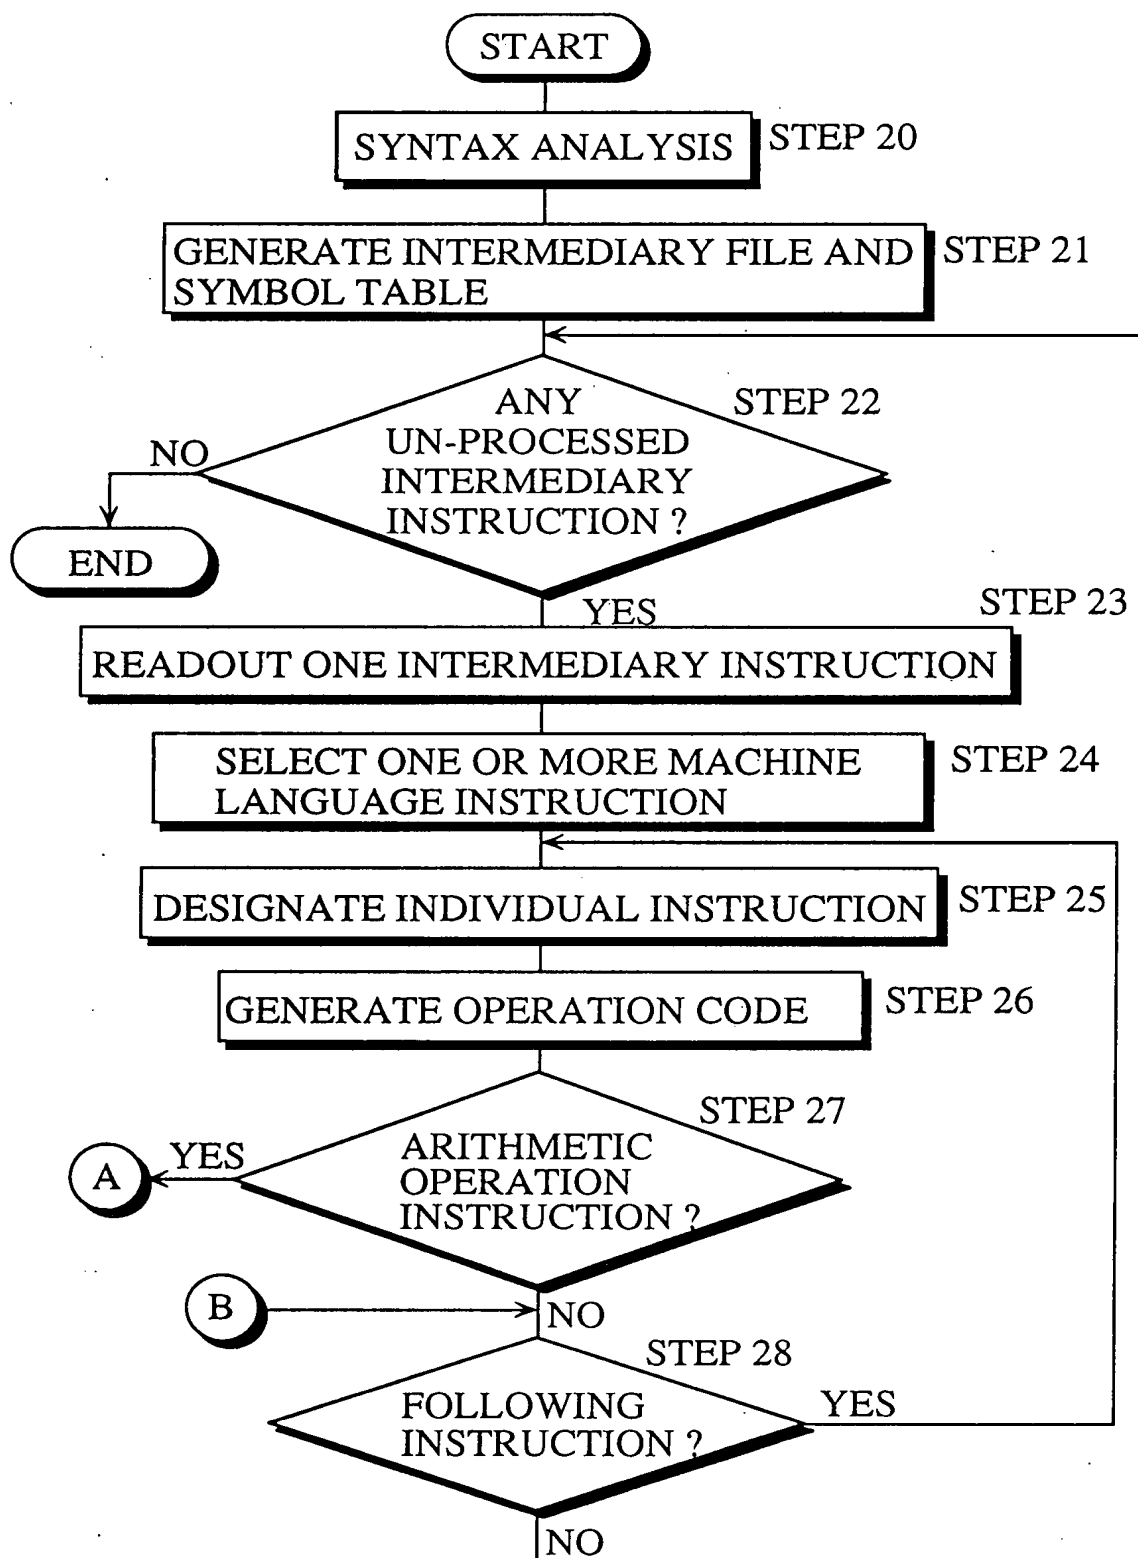 START
SYNTAX ANALYSIS
STEP 20
GENERATE INTERMEDIARY FILE AND
SYMBOL TABLE
STEP 21
ANY
UN-PROCESSED
INTERMEDIARY
INSTRUCTION ?
STEP 22
NO
END
YES
STEP 23
READOUT ONE INTERMEDIARY INSTRUCTION
SELECT ONE OR MORE MACHINE
LANGUAGE INSTRUCTION
STEP 24
DESIGNATE INDIVIDUAL INSTRUCTION
STEP 25
GENERATE OPERATION CODE
STEP 26
STEP 27
ARITHMETIC
OPERATION
INSTRUCTION ?
YES
A
B
NO
STEP 28
FOLLOWING
INSTRUCTION ?
YES
NO